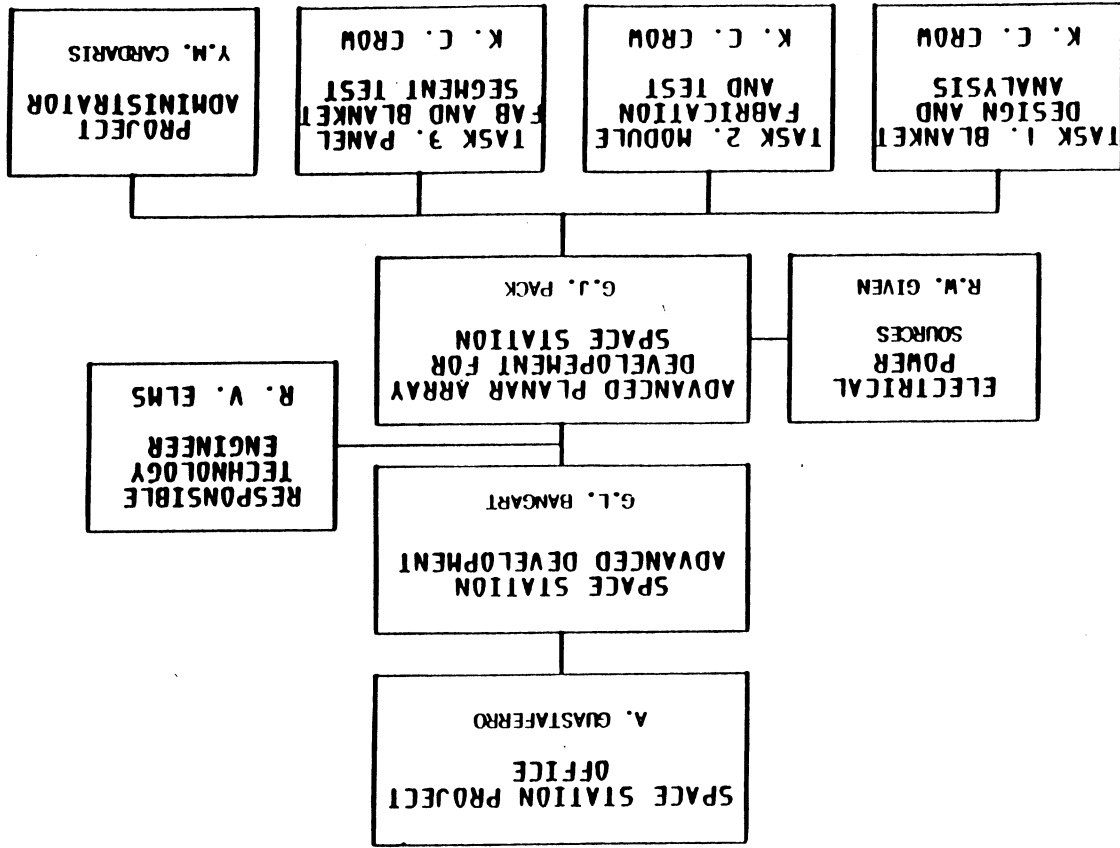 SPACE STATION PROJECT
OFFICE
A. GUASTAFERRO
SPACE STATION
ADVANCED DEVELOPMENT
G.L. BANGART
RESPONSIBLE
TECHNOLOGY
ENGINEER
R. V. ELMS
ADVANCED PLANAR ARRAY
DEVELOPEMENT FOR
SPACE STATION
G.J. PACK
ELECTRICAL
POWER
SOURCES
R.W. GIVEN
TASK 1. BLANKET
DESIGN AND
ANALYSIS
K. C. CROW
TASK 2. MODULE
FABRICATION
AND TEST
K. C. CROW
TASK 3. PANEL
FAB AND BLANKET
SEGMENT TEST
K. C. CROW
PROJECT
ADMINISTRATOR
Y.M. CARDARIS